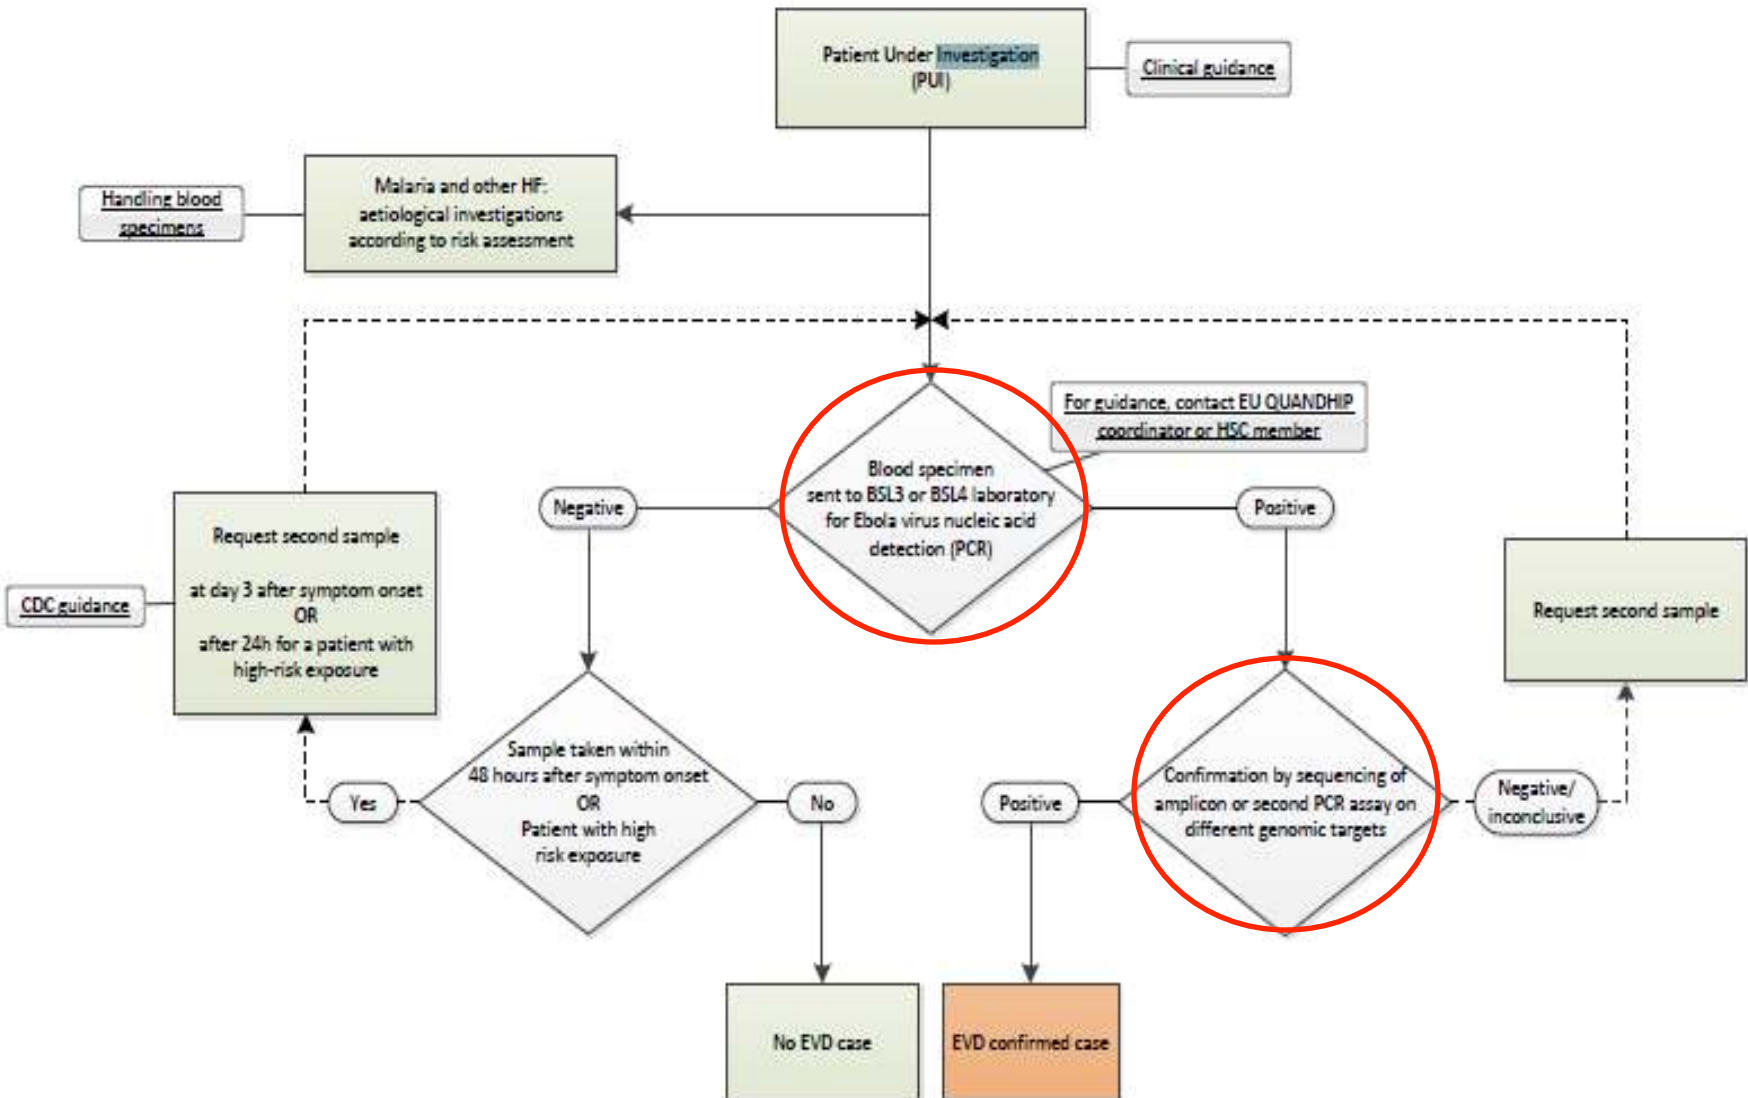 Patient Under Investigation
(PUI)
Clinical guidance
Malaria and other HF:
aetiological investigations
according to risk assessment
Handling blood
specimens
For guidance, contact EU QUANDHIP
coordinator or HSC member
Blood specimen
sent to BSL3 or BSL4 laboratory
for Ebola virus nucleic acid
detection (PCR)
Negative
Positive
Request second sample
at day 3 after symptom onset
OR
after 24h for a patient with
high-risk exposure
CDC guidance
Request second sample
Sample taken within
48 hours after symptom onset
OR
Patient with high
risk exposure
Yes
No
Confirmation by sequencing of
amplicon or second PCR assay on
different genomic targets
Positive
Negative/
inconclusive
No EVD case
EVD confirmed case